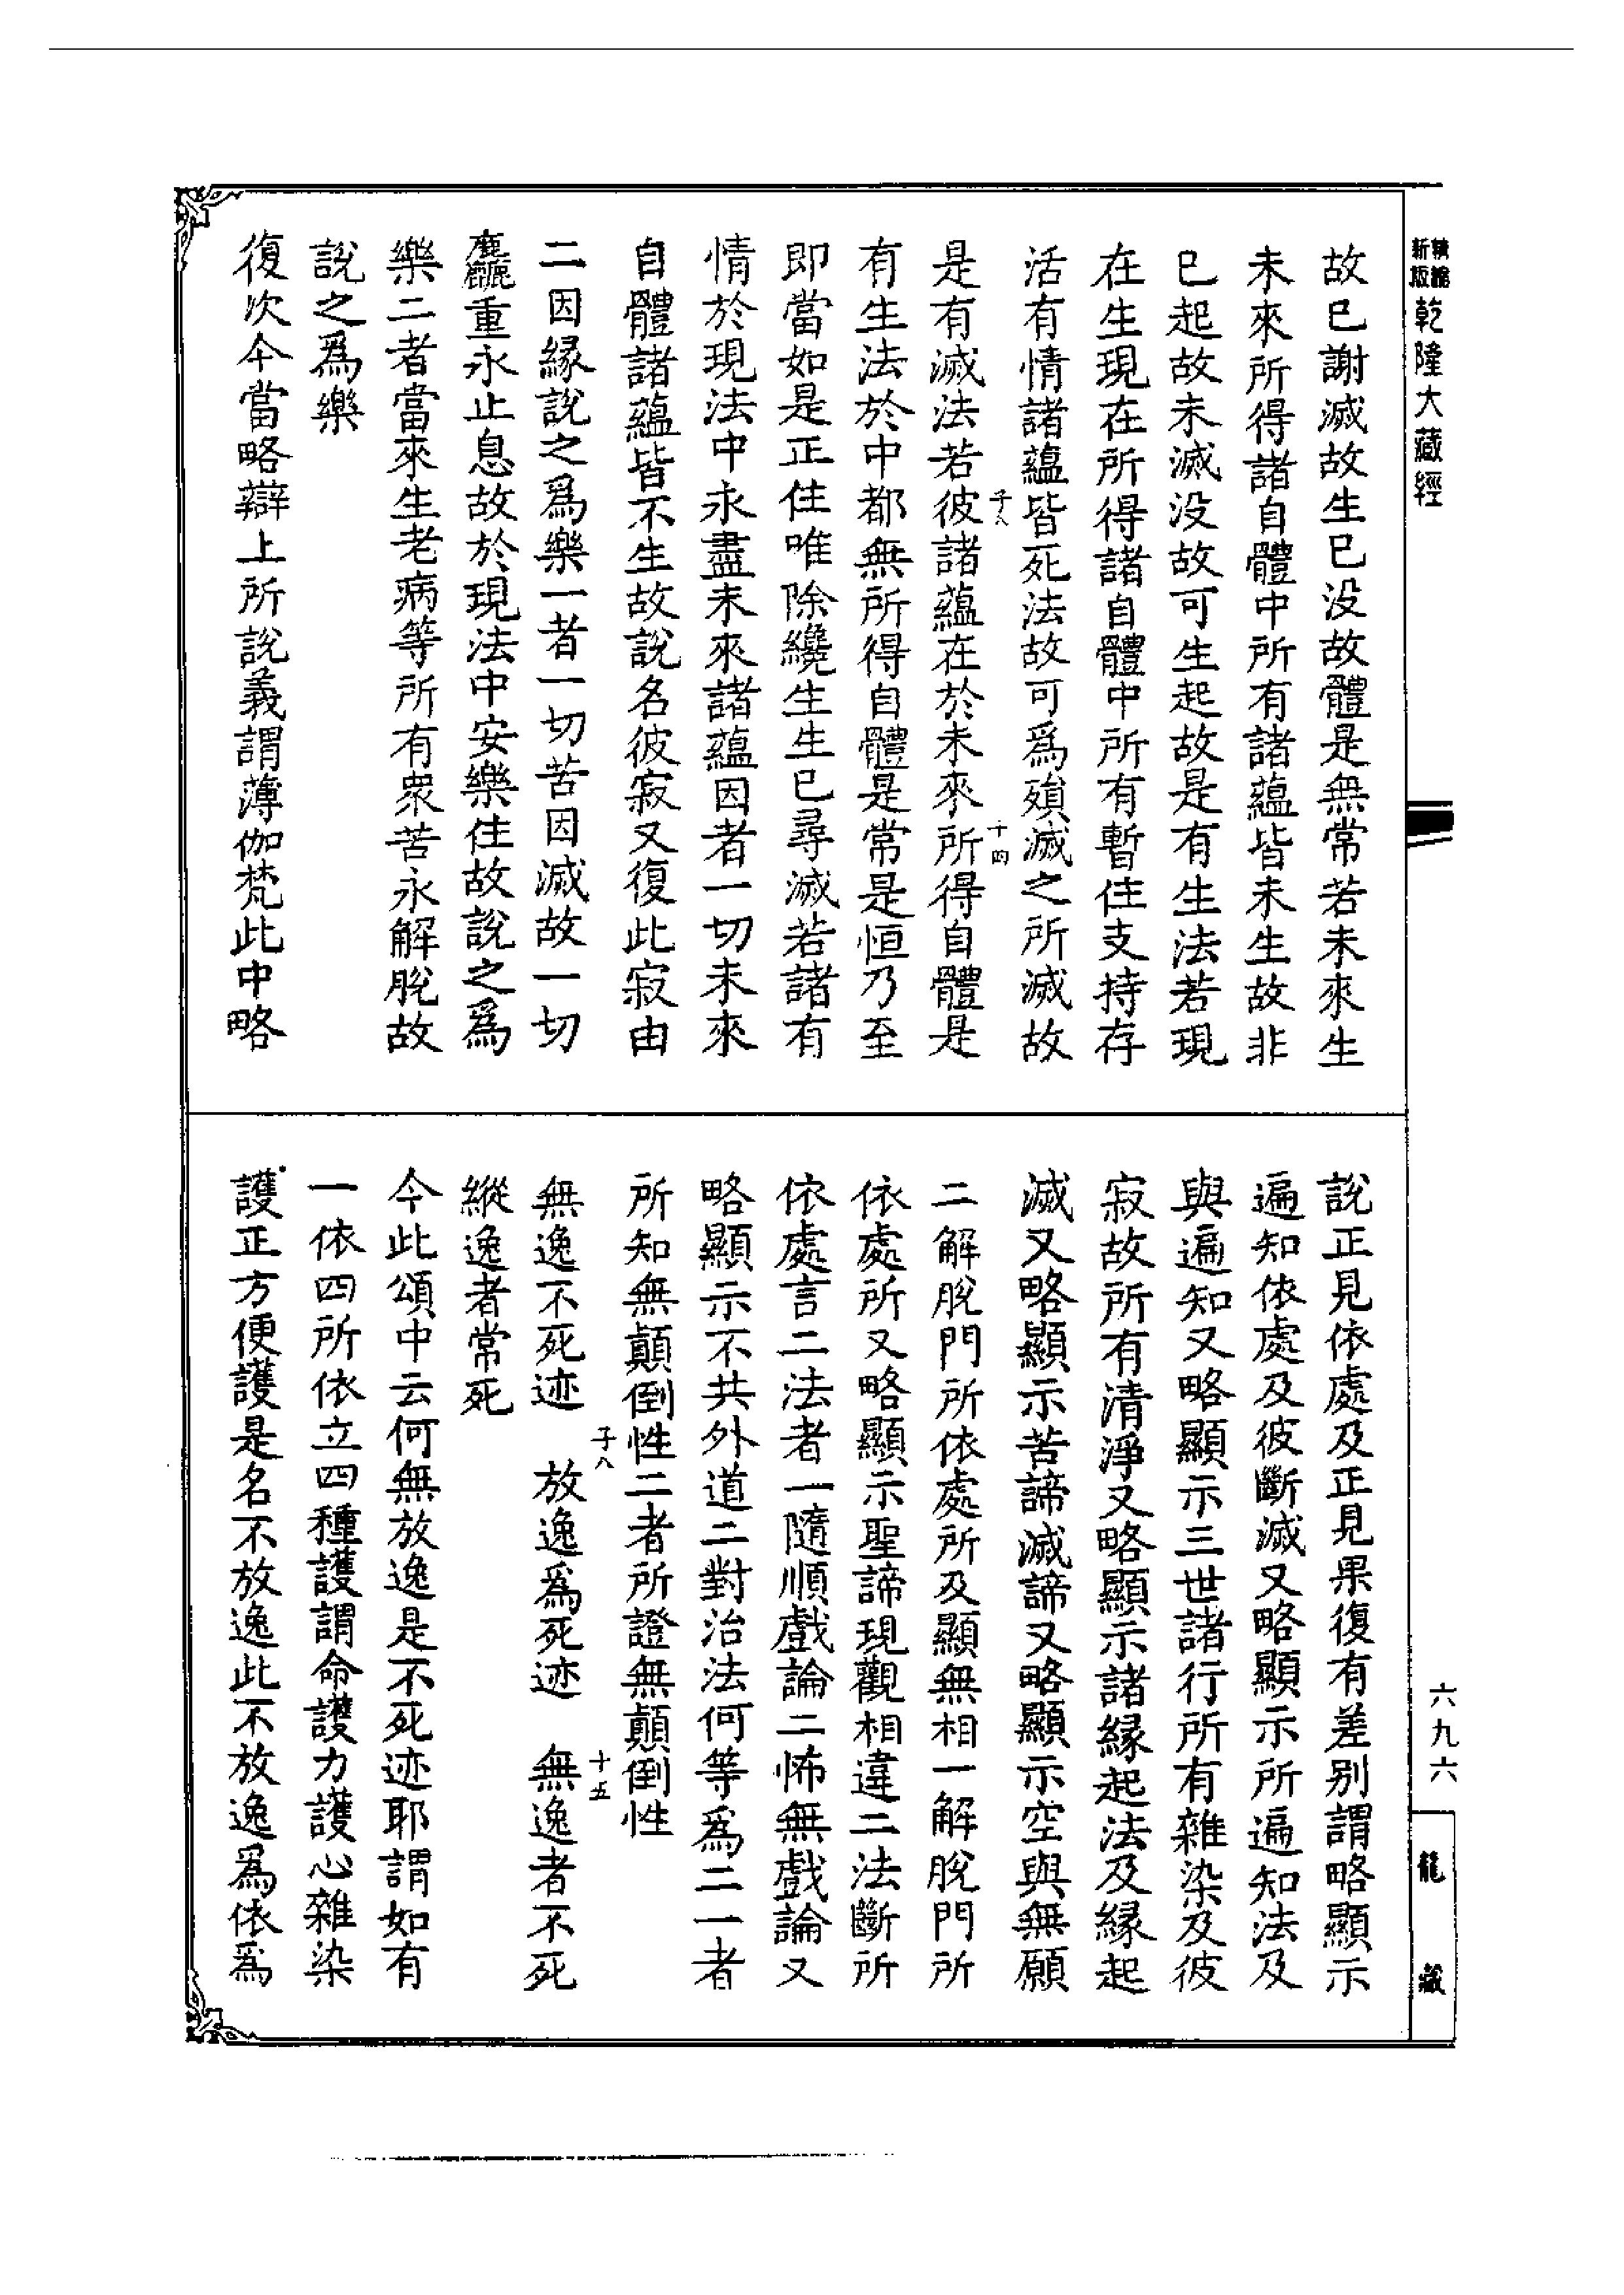 精縮新版
乾隆大藏經
故已謝滅故生已没故體是無常若未來生
未來所得諸自體中所有諸蘊皆未生故非
已起故未滅没故可生起故是有生法若現
在生現在所得諸自體中所有暫住支持存
活有情諸蘊皆死法故可爲殞滅之所滅故
是有滅法若彼諸蘊在於未來所得自體是
子八
十四
有生法於中都無所得自體是常是恒乃至
即當如是正住唯除纔生生已尋滅若諸有
情於現法中永盡未來諸蘊因者一切未來
自體諸蘊皆不生故說名彼寂又復此寂由
二因緣說之爲樂一者一切苦因滅故一切
麤重永止息故於現法中安樂住故說之爲
樂二者當來生老病等所有衆苦永解脫故
說之爲樂
復次今當略辯上所說義謂薄伽梵此中略
說正見依處及正見果復有差别謂略顯示
遍知依處及彼斷滅又略顯示所遍知法及
與遍知又略顯示三世諸行所有雜染及彼
寂故所有清淨又略顯示諸緣起法及緣起
滅又略顯示苦諦滅諦又略顯示空與無願
二解脫門所依處所及顯無相一解脫門所
依處所又略顯示聖諦現觀相違二法斷所
依處言二法者一隨順戲論二怖無戲論又
略顯示不共外道二對治法何等爲二一者
所知無顛倒性二者所證無顛倒性
子八
十五
無逸不死迹　放逸爲死迹　無逸者不死
縱逸者常死
今此頌中云何無放逸是不死迹耶謂如有
一依四所依立四種護謂命護力護心雜染
護正方便護是名不放逸此不放逸爲依爲
六九六
龍藏